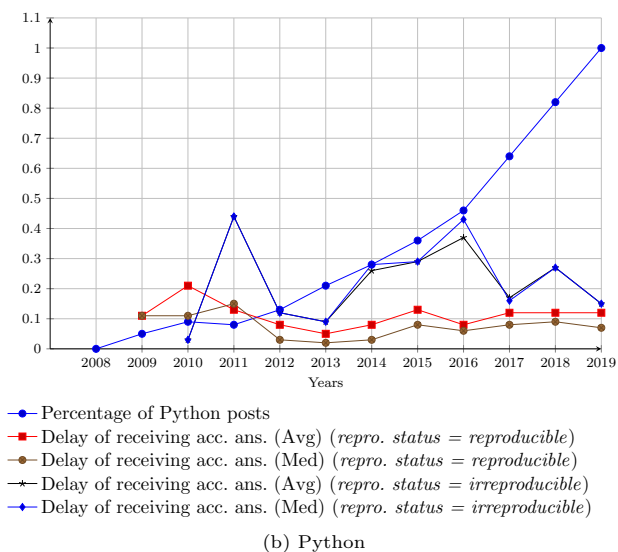 1.1
1
0.9
0.8
0.7
0.6
0.5
0.4
0.3
0.2
0.1
0
2008 2009 2010 2011 2012 2013 2014 2015 2016 2017 2018 2019
Years
Percentage of Python posts
Delay of receiving acc. ans. (Avg) (repro. status = reproducible)
Delay of receiving acc. ans. (Med) (repro. status = reproducible)
Delay of receiving acc. ans. (Avg) (repro. status = irreproducible)
Delay of receiving acc. ans. (Med) (repro. status = irreproducible)
(b) Python